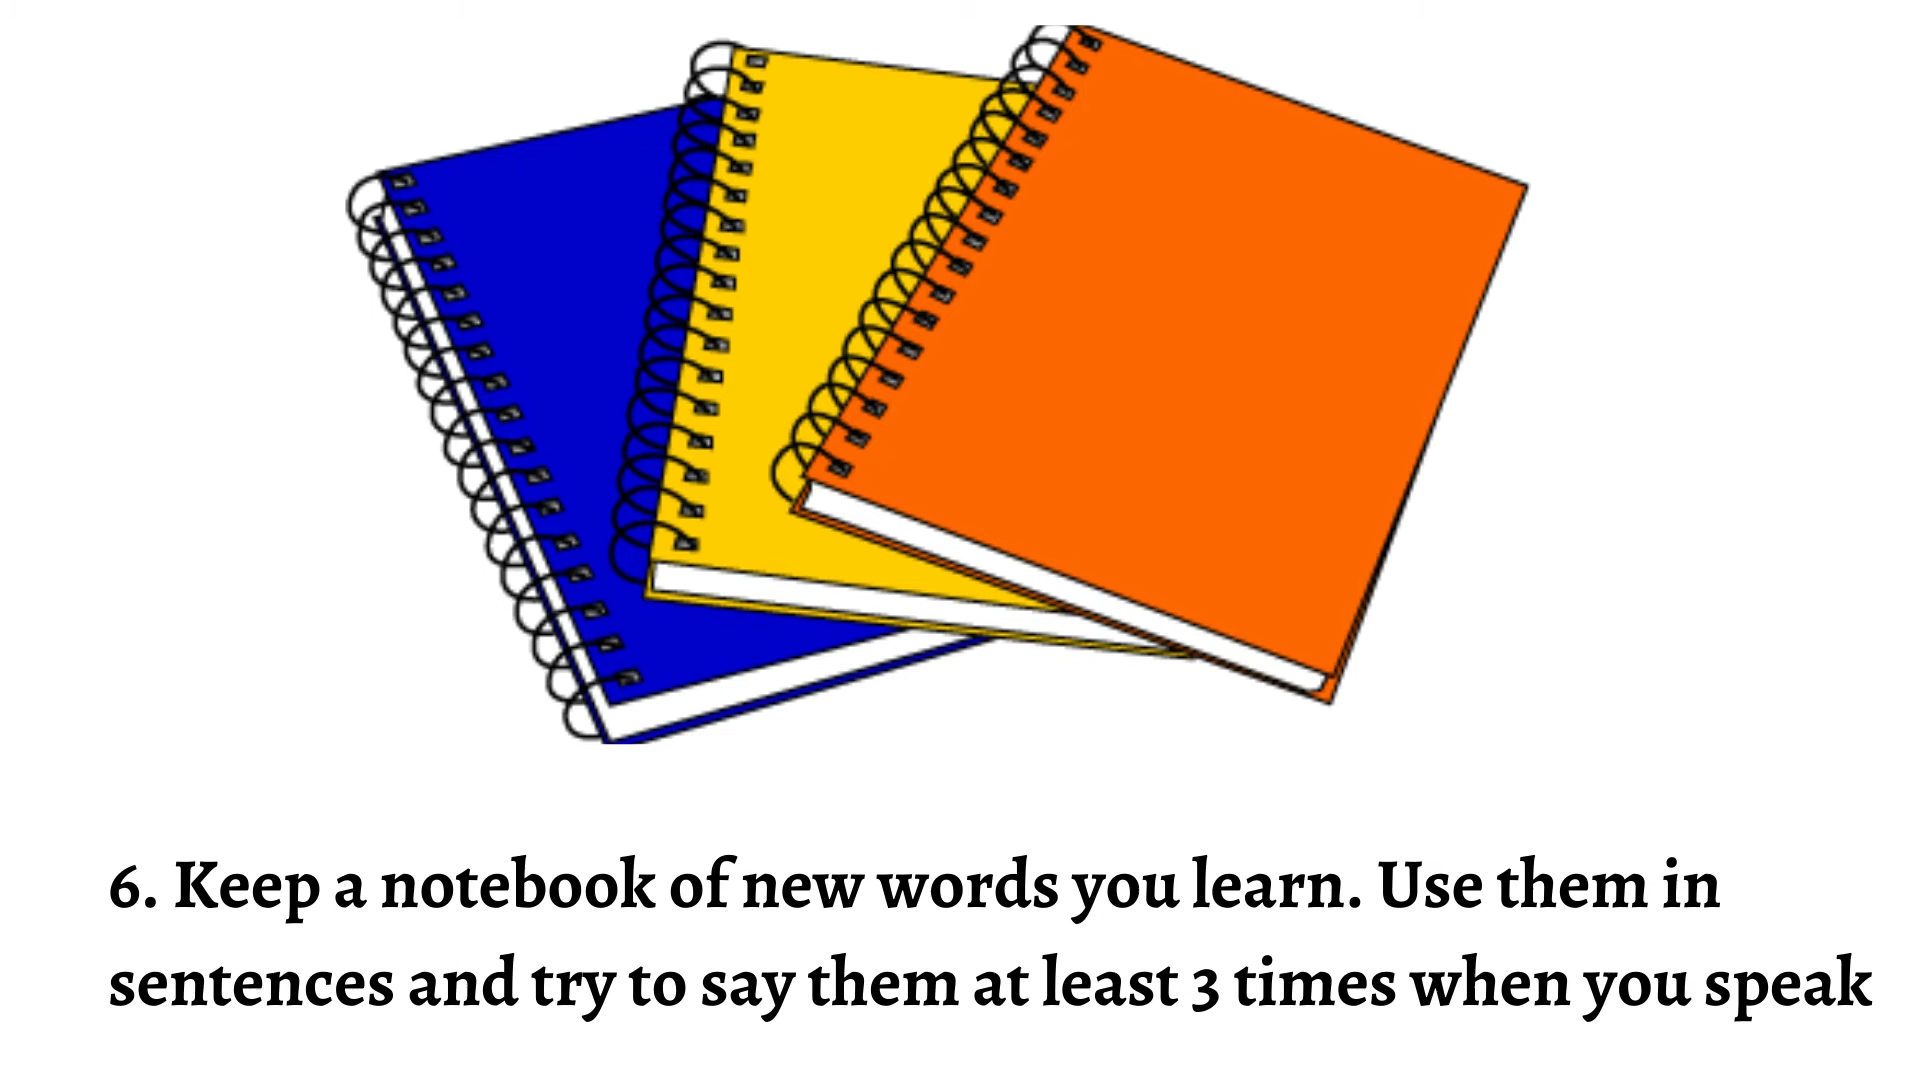 6. Keep a notebook of new words you learn. Use them in
sentences and try to say them at least 3 times when you speak